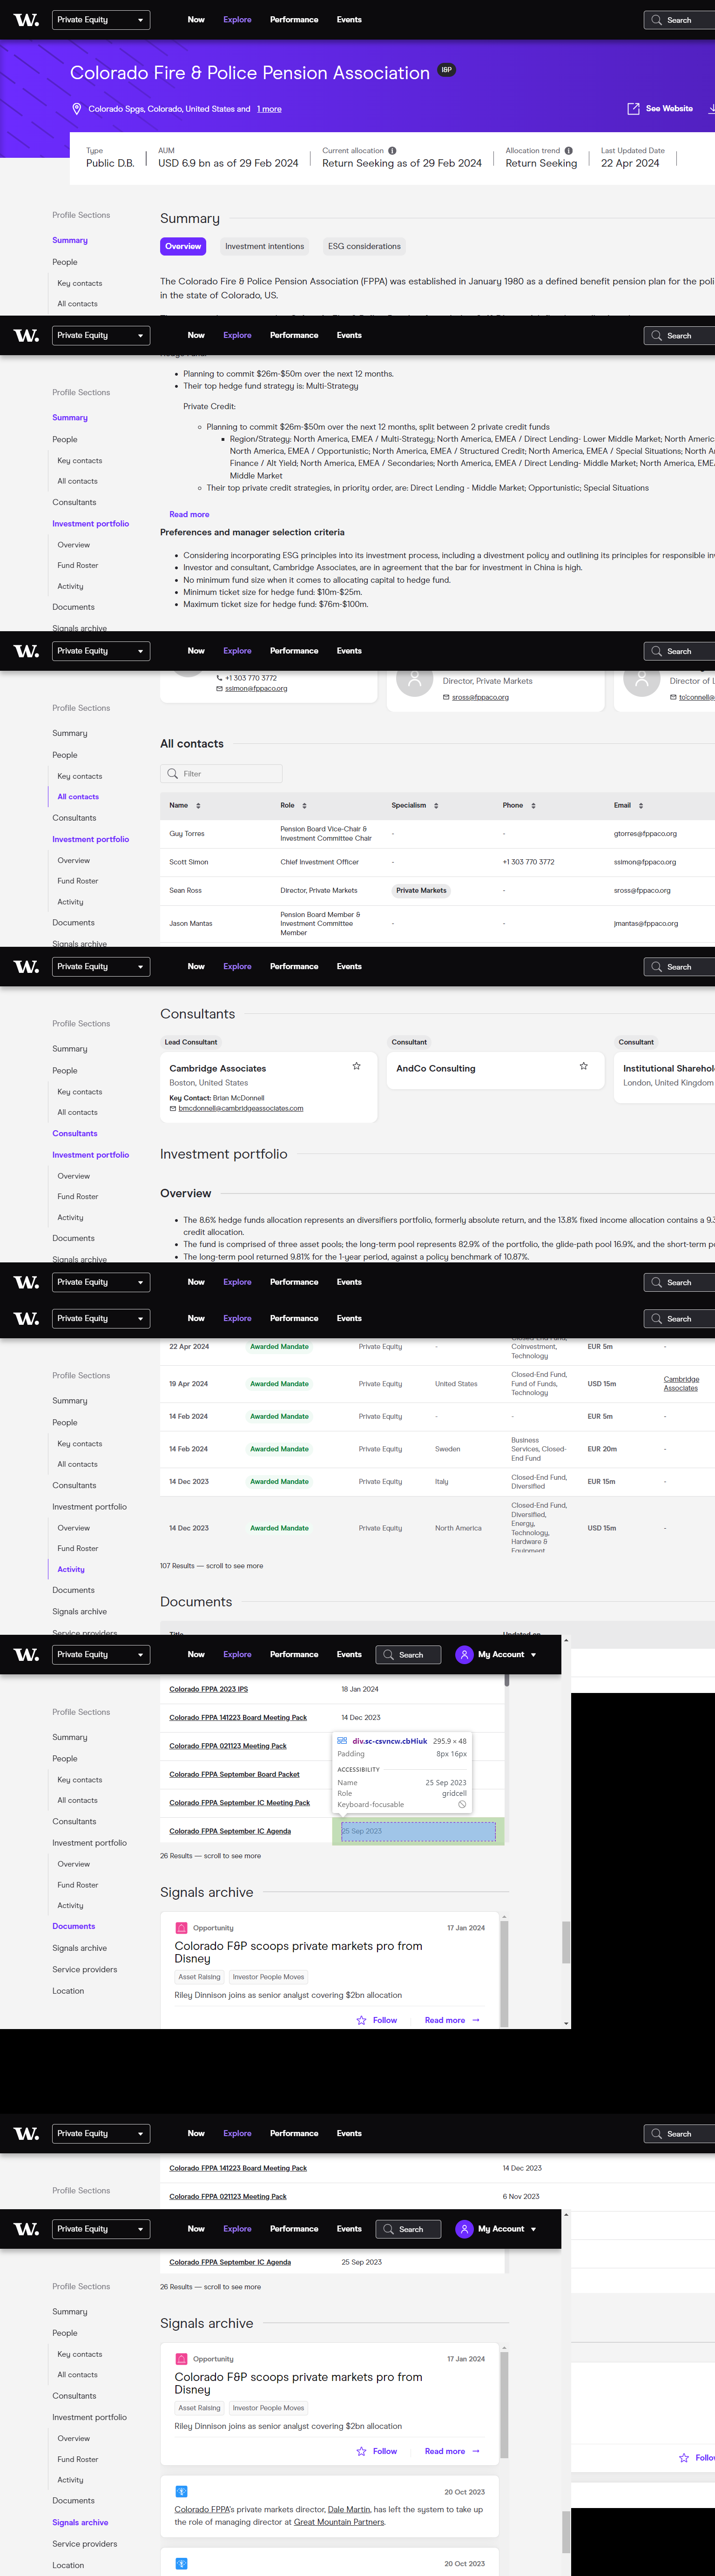 W. Private Equity Now Explore Performance Events Search
Colorado Fire & Police Pension Association I&P
Colorado Spgs, Colorado, United States and 1 more See Website
Type AUM Current allocation Allocation trend Last Updated Date
Public D.B. USD 6.9 bn as of 29 Feb 2024 Return Seeking as of 29 Feb 2024 Return Seeking 22 Apr 2024
Profile Sections
Summary
People
Key contacts
All contacts
Summary
Overview Investment intentions ESG considerations
The Colorado Fire & Police Pension Association (FPPA) was established in January 1980 as a defined benefit pension plan for the poli
in the state of Colorado, US.
W. Private Equity Now Explore Performance Events Search
Profile Sections
Summary
People
Key contacts
All contacts
Consultants
Investment portfolio
Overview
Fund Roster
Activity
Documents
Signals archive
Planning to commit $26m-$50m over the next 12 months.
Their top hedge fund strategy is: Multi-Strategy
Private Credit:
Planning to commit $26m-$50m over the next 12 months, split between 2 private credit funds
Region/Strategy: North America, EMEA / Multi-Strategy; North America, EMEA / Direct Lending- Lower Middle Market; North America
North America, EMEA / Opportunistic; North America, EMEA / Structured Credit; North America, EMEA / Special Situations; North Am
Finance / Alt Yield; North America, EMEA / Secondaries; North America, EMEA / Direct Lending- Middle Market; North America, EMEA
Middle Market
Their top private credit strategies, in priority order, are: Direct Lending - Middle Market; Opportunistic; Special Situations
Read more
Preferences and manager selection criteria
Considering incorporating ESG principles into its investment process, including a divestment policy and outlining its principles for responsible inv
Investor and consultant, Cambridge Associates, are in agreement that the bar for investment in China is high.
No minimum fund size when it comes to allocating capital to hedge fund.
Minimum ticket size for hedge fund: $10m-$25m.
Maximum ticket size for hedge fund: $76m-$100m.
W. Private Equity Now Explore Performance Events Search
Profile Sections
Summary
People
Key contacts
All contacts
Consultants
Investment portfolio
Overview
Fund Roster
Activity
Documents
Signals archive
+1 303 770 3772
ssimon@fppaco.org
Director, Private Markets
sross@fppaco.org
Director of L
to'connell@
All contacts
Filter
Name Role Specialism Phone Email
Guy Torres Pension Board Vice-Chair & Investment Committee Chair - - gtorres@fppaco.org
Scott Simon Chief Investment Officer - +1 303 770 3772 ssimon@fppaco.org
Sean Ross Director, Private Markets Private Markets - sross@fppaco.org
Jason Mantas Pension Board Member & Investment Committee Member - - jmantas@fppaco.org
W. Private Equity Now Explore Performance Events Search
Profile Sections
Summary
People
Key contacts
All contacts
Consultants
Investment portfolio
Overview
Fund Roster
Activity
Documents
Signals archive
Consultants
Lead Consultant Consultant Consultant
Cambridge Associates AndCo Consulting Institutional Sharehol
Boston, United States London, United Kingdom
Key Contact: Brian McDonnell
bmcdonnell@cambridgeassociates.com
Investment portfolio
Overview
The 8.6% hedge funds allocation represents an diversifiers portfolio, formerly absolute return, and the 13.8% fixed income allocation contains a 9.3
credit allocation.
The fund is comprised of three asset pools; the long-term pool represents 82.9% of the portfolio, the glide-path pool 16.9%, and the short-term po
The long-term pool returned 9.81% for the 1-year period, against a policy benchmark of 10.87%.
W. Private Equity Now Explore Performance Events Search
W. Private Equity Now Explore Performance Events Search
Profile Sections
Summary
People
Key contacts
All contacts
Consultants
Investment portfolio
Overview
Fund Roster
Activity
Documents
Signals archive
Service providers
22 Apr 2024 Awarded Mandate Private Equity - Closed-End Fund, Coinvestment, Technology EUR 5m -
19 Apr 2024 Awarded Mandate Private Equity United States Closed-End Fund, Fund of Funds, Technology USD 15m Cambridge Associates
14 Feb 2024 Awarded Mandate Private Equity - - EUR 5m -
14 Feb 2024 Awarded Mandate Private Equity Sweden Business Services, Closed-End Fund EUR 20m -
14 Dec 2023 Awarded Mandate Private Equity Italy Closed-End Fund, Diversified EUR 15m -
14 Dec 2023 Awarded Mandate Private Equity North America Closed-End Fund, Diversified, Energy, Technology, Hardware & Equipment USD 15m -
107 Results — scroll to see more
Documents
Title Updated on
W. Private Equity Now Explore Performance Events Search My Account
Profile Sections
Summary
People
Key contacts
All contacts
Consultants
Investment portfolio
Overview
Fund Roster
Activity
Documents
Signals archive
Service providers
Location
Colorado FPPA 2023 IPS 18 Jan 2024
Colorado FPPA 141223 Board Meeting Pack 14 Dec 2023
Colorado FPPA 021123 Meeting Pack
Colorado FPPA September Board Packet
Colorado FPPA September IC Meeting Pack
Colorado FPPA September IC Agenda 25 Sep 2023
div.sc-csvncw.cbHiuk 295.9 × 48
Padding 8px 16px
ACCESSIBILITY
Name 25 Sep 2023
Role gridcell
Keyboard-focusable
26 Results — scroll to see more
Signals archive
Opportunity 17 Jan 2024
Colorado F&P scoops private markets pro from
Disney
Asset Raising Investor People Moves
Riley Dinnison joins as senior analyst covering $2bn allocation
Follow Read more
W. Private Equity Now Explore Performance Events Search
Profile Sections
Colorado FPPA 141223 Board Meeting Pack 14 Dec 2023
Colorado FPPA 021123 Meeting Pack 6 Nov 2023
W. Private Equity Now Explore Performance Events Search My Account
Profile Sections
Summary
People
Key contacts
All contacts
Consultants
Investment portfolio
Overview
Fund Roster
Activity
Documents
Signals archive
Service providers
Location
Colorado FPPA September IC Agenda 25 Sep 2023
26 Results — scroll to see more
Signals archive
Opportunity 17 Jan 2024
Colorado F&P scoops private markets pro from
Disney
Asset Raising Investor People Moves
Riley Dinnison joins as senior analyst covering $2bn allocation
Follow Read more
Follow
20 Oct 2023
Colorado FPPA's private markets director, Dale Martin, has left the system to take up
the role of managing director at Great Mountain Partners.
20 Oct 2023